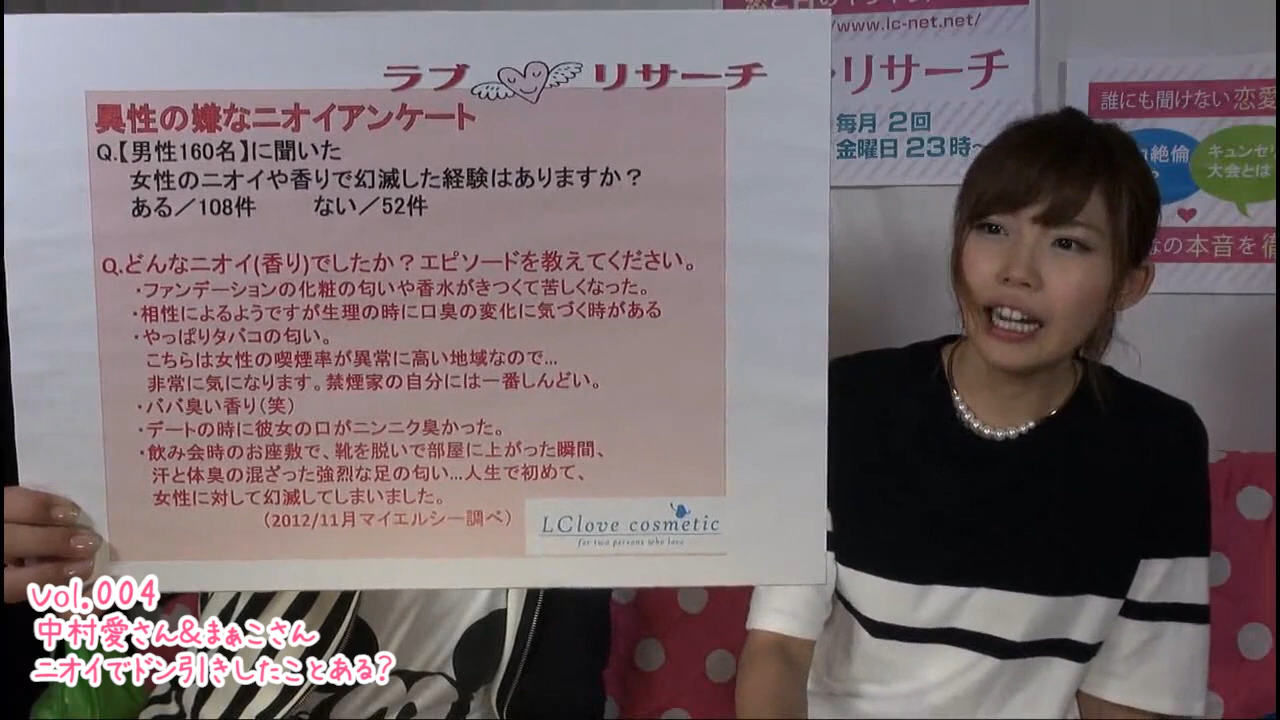 ラブ リサーチ
異性の嫌なニオイアンケート
Q.【男性160名】に聞いた
女性のニオイや香りで幻滅した経験はありますか？
ある／108件 ない／52件
Q.どんなニオイ(香り)でしたか？エピソードを教えてください。
・ファンデーションの化粧の匂いや香水がきつくて苦しくなった。
・相性によるようですが生理の時に口臭の変化に気づく時がある
・やっぱりタバコの匂い。
こちらは女性の喫煙率が異常に高い地域なので…
非常に気になります。禁煙家の自分には一番しんどい。
・ババ臭い香り（笑）
・デートの時に彼女の口がニンニク臭かった。
・飲み会時のお座敷で、靴を脱いで部屋に上がった瞬間、
汗と体臭の混ざった強烈な足の匂い…人生で初めて、
女性に対して幻滅してしまいました。
（2012/11月マイエルシー調べ）
LClove cosmetic
for two persons who love
/www.lc-net.net/
リサーチ
毎月 2回
金曜日 23時～
誰にも聞けない 恋愛
絶倫
キュンセリ
大会とは
なの本音を
vol.004
中村愛さん&まぁこさん
ニオイでドン引きしたことある?